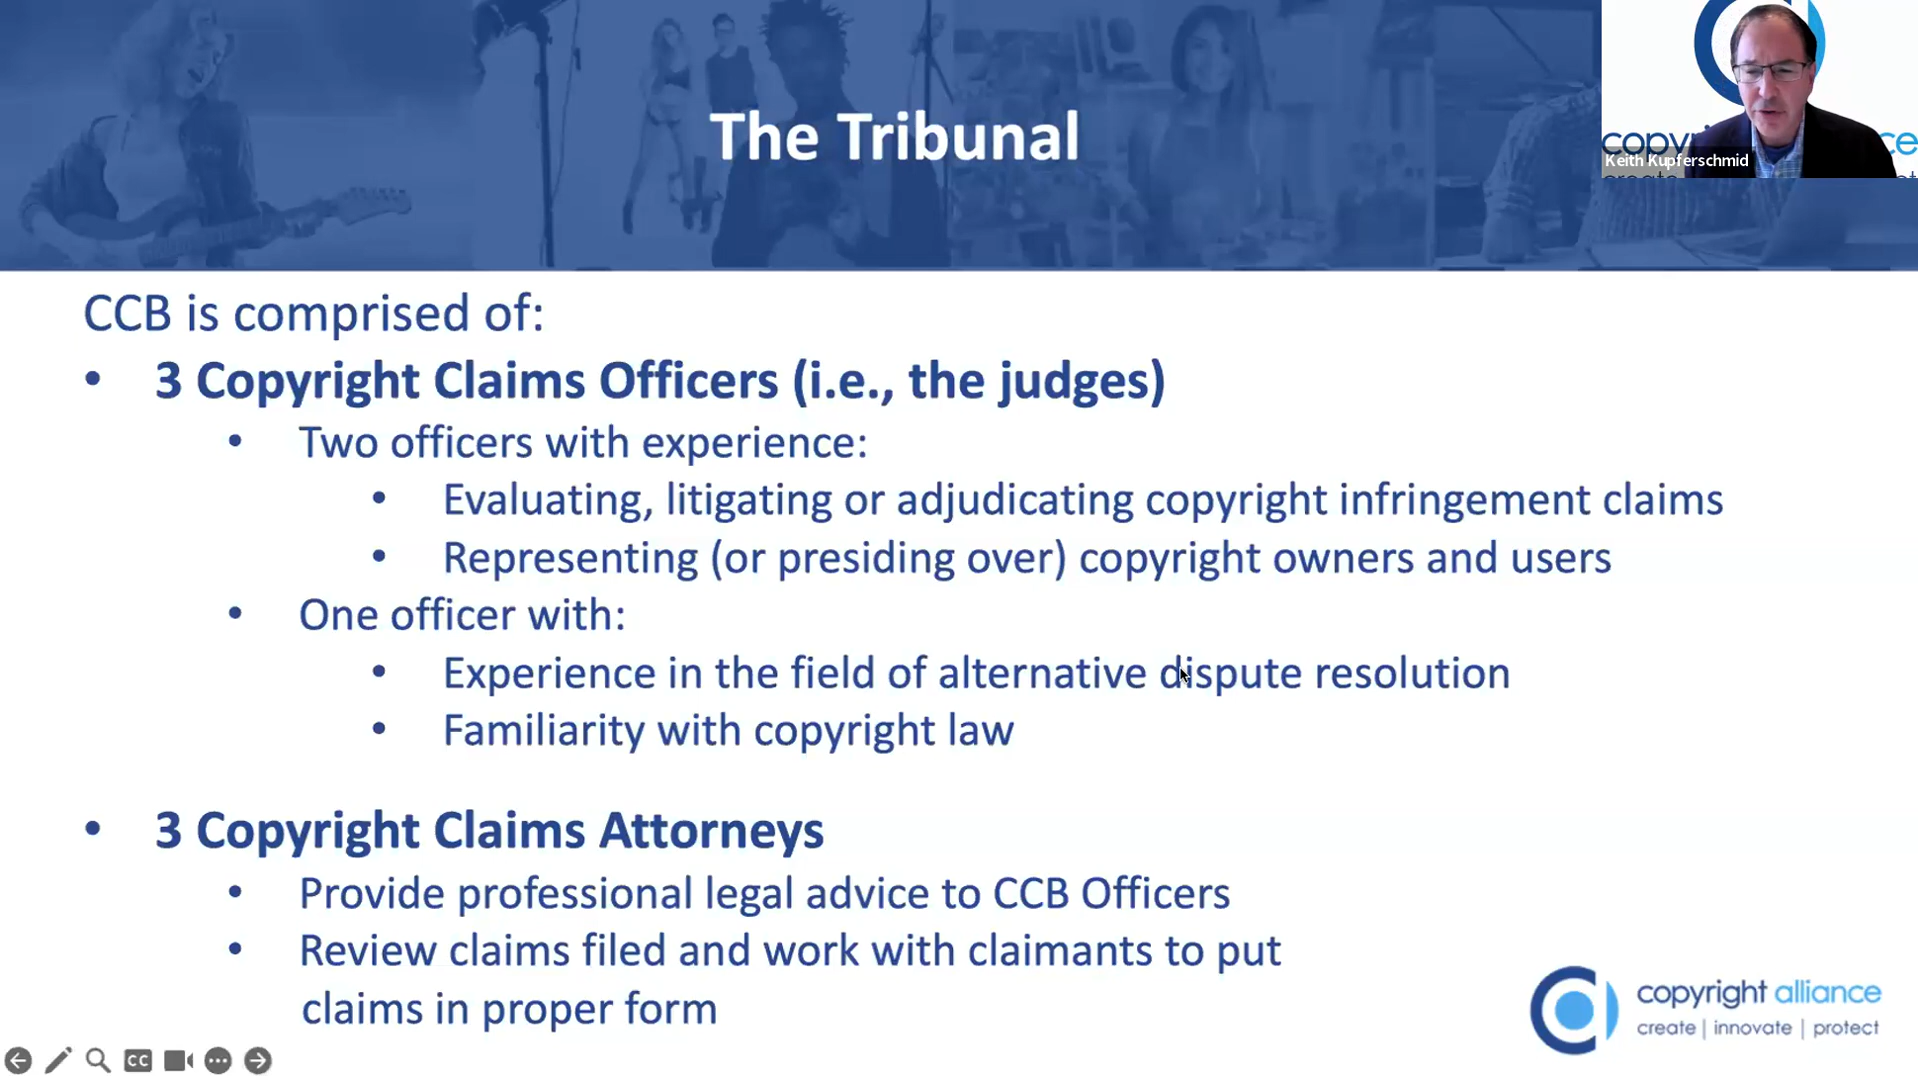 The Tribunal
copyri ce
Keith Kupferschmid
CCB is comprised of:
• 3 Copyright Claims Officers (i.e., the judges)
• Two officers with experience:
• Evaluating, litigating or adjudicating copyright infringement claims
• Representing (or presiding over) copyright owners and users
• One officer with:
• Experience in the field of alternative dispute resolution
• Familiarity with copyright law
• 3 Copyright Claims Attorneys
• Provide professional legal advice to CCB Officers
• Review claims filed and work with claimants to put
claims in proper form
copyright alliance
create | innovate | protect
CC